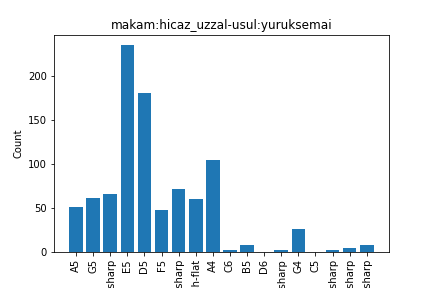 makam:hicaz_uzzal-usul:yuruksemai
Count
200
150
100
50
0
A5
G5
sharp
E5
D5
F5
sharp
h-flat
A4
C6
B5
D6
sharp
G4
C5
sharp
sharp
sharp